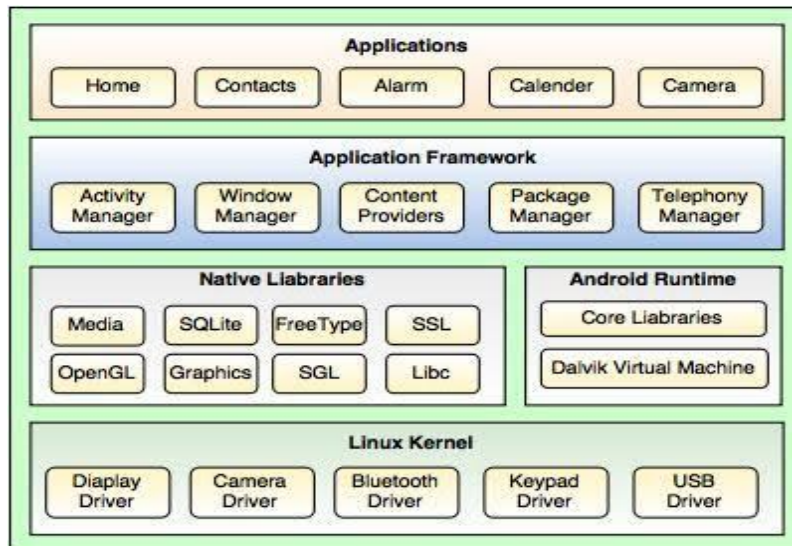 Applications
Home
Contacts
Alarm
Calender
Camera
Application Framework
Activity
Manager
Window
Manager
Content
Providers
Package
Manager
Telephony
Manager
Native Liabraries
Media
SQLite
FreeType
SSL
OpenGL
Graphics
SGL
Libc
Android Runtime
Core Liabraries
Dalvik Virtual Machine
Linux Kernel
Diaplay
Driver
Camera
Driver
Bluetooth
Driver
Keypad
Driver
USB
Driver